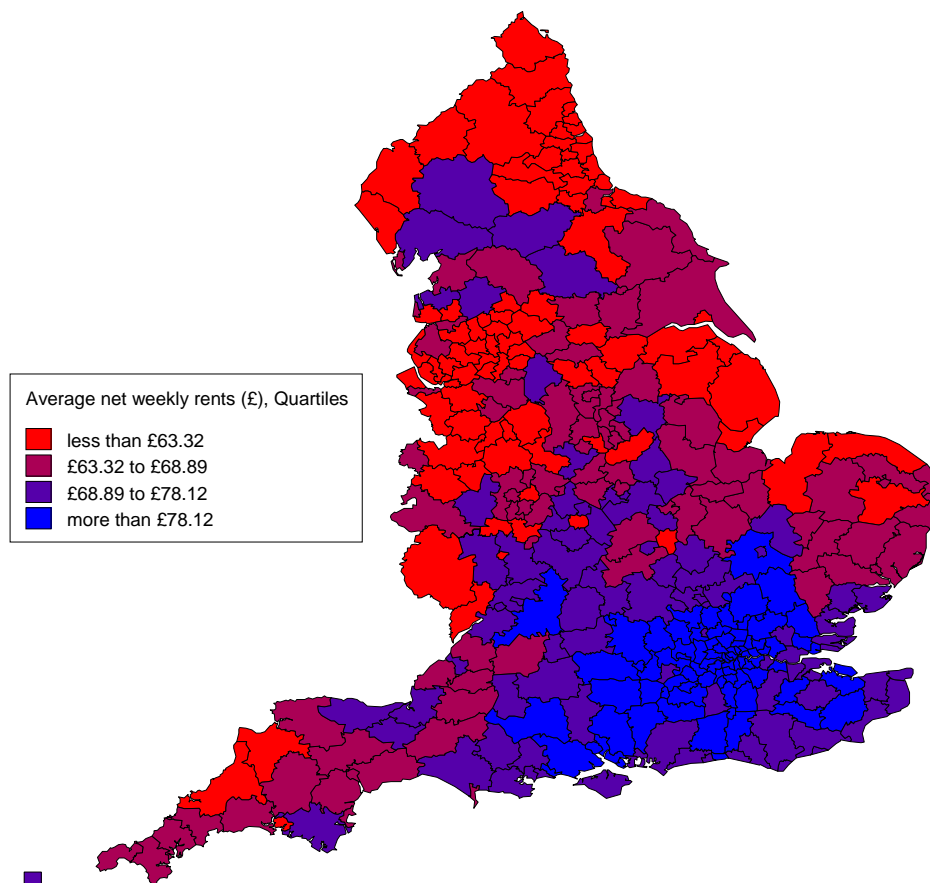 Average net weekly rents (£), Quartiles
less than £63.32
£63.32 to £68.89
£68.89 to £78.12
more than £78.12